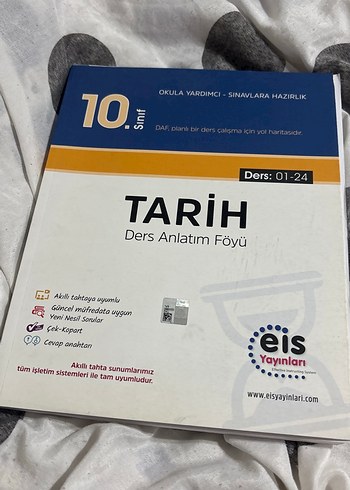 OKULA YARDIMCI - SINAVLARA HAZIRLIK
10.
Sınıf
DAF, planlı bir ders çalışma için yol haritasıdır.
Ders: 01-24
TARİH
Ders Anlatım Föyü
Akıllı tahtaya uyumlu
Güncel müfredata uygun
Yeni Nesil Sorular
Çek-Kopart
Cevap anahtarı
eis
Yayınları
Akıllı tahta sunumlarımız
tüm işletim sistemleri ile tam uyumludur.
www.eisyayinlari.com